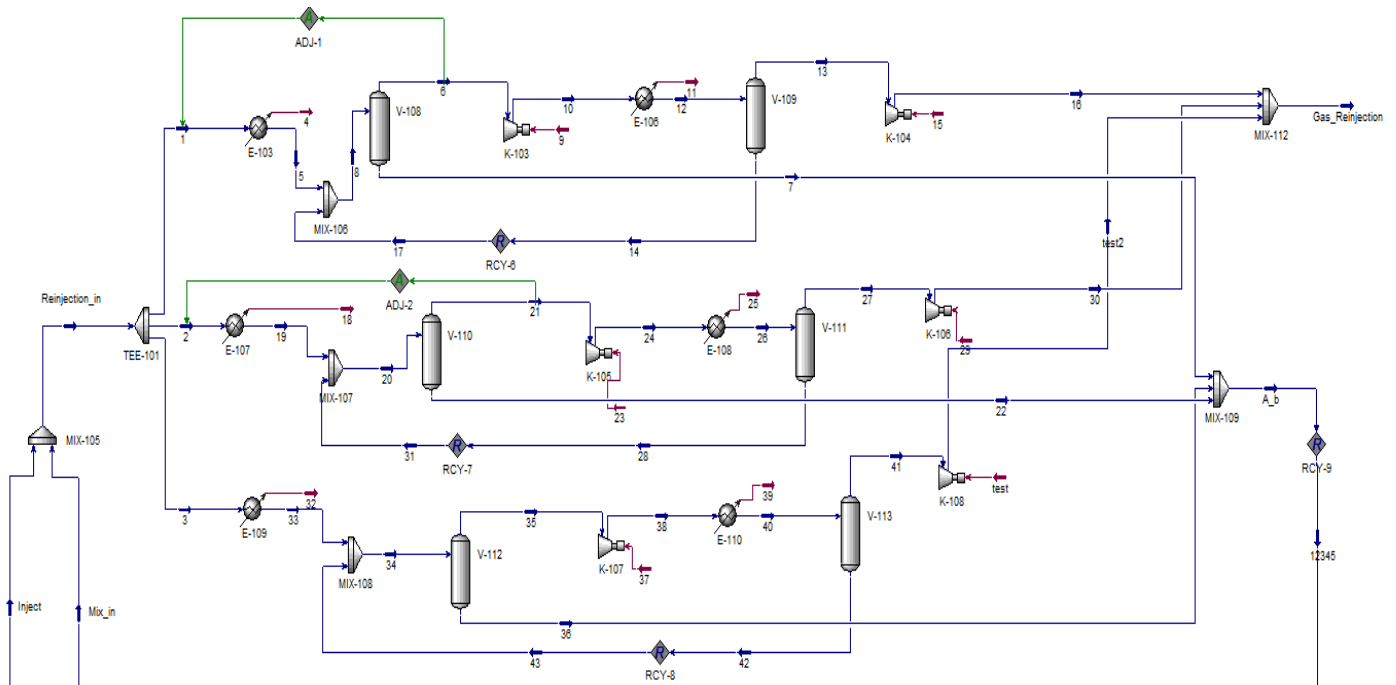 ADJ-1
6
13
V-108
10
11
12
E-106
V-109
16
1
E-103
4
K-103
9
K-104
15
MIX-112
Gas_Reinjection
5
8
7
MIX-106
17
RCY-6
14
test2
Reinjection_in
ADJ-2
21
27
30
2
E-107
18
19
V-110
24
25
26
E-108
V-111
K-106
29
TEE-101
20
MIX-107
K-105
23
22
A_b
MIX-109
MIX-105
31
RCY-7
28
RCY-9
41
3
E-109
32
33
35
38
39
40
E-110
V-113
K-108
test
V-112
34
MIX-108
K-107
37
12345
Inject
Mix_in
36
43
RCY-8
42
A
A
R
R
R
R